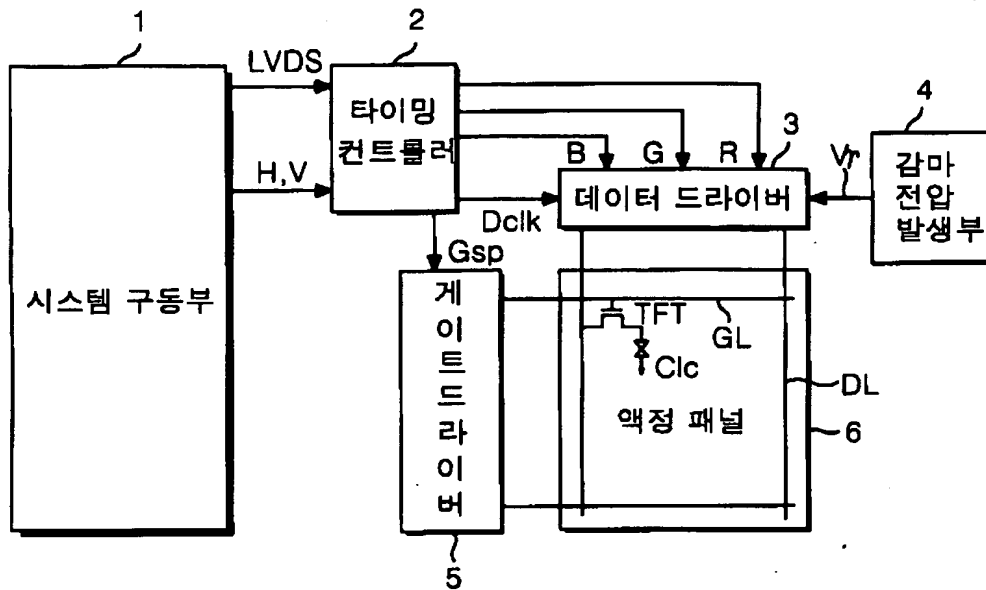 1
LVDS
H,V
시스템 구동부
2
타이밍
컨트롤러
B
G
R
3
Dclk
데이터 드라이버
Vr
4
감마
전압
발생부
Gsp
게
이
트
드
라
이
버
5
TFT
GL
Clc
DL
액정 패널
6